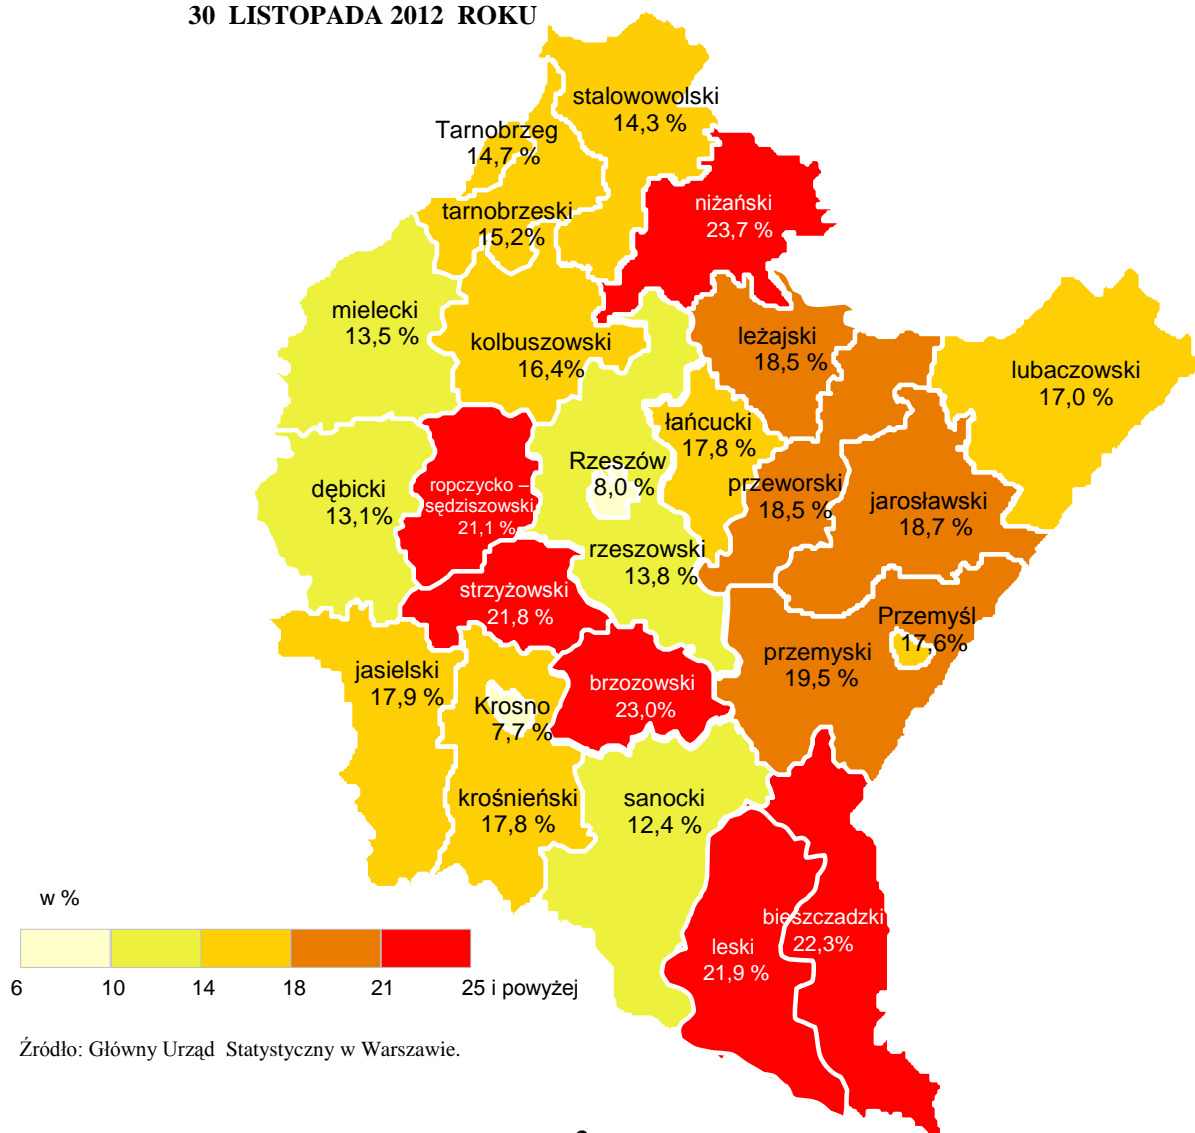 30 LISTOPADA 2012 ROKU
stalowowolski
14,3 %
Tarnobrzeg
14,7 %
niżański
23,7 %
tarnobrzeski
15,2%
mielecki
13,5 %
kolbuszowski
16,4%
leżajski
18,5 %
lubaczowski
17,0 %
łańcucki
17,8 %
Rzeszów
8,0 %
dębicki
13,1%
ropczycko –
sędziszowski
21,1 %
przeworski
18,5 %
jarosławski
18,7 %
rzeszowski
13,8 %
strzyżowski
21,8 %
Przemyśl
17,6%
przemyski
19,5 %
jasielski
17,9 %
brzozowski
23,0%
Krosno
7,7 %
krośnieński
17,8 %
sanocki
12,4 %
bieszczadzki
22,3%
leski
21,9 %
w %
6 10 14 18 21 25 i powyżej
Źródło: Główny Urząd Statystyczny w Warszawie.